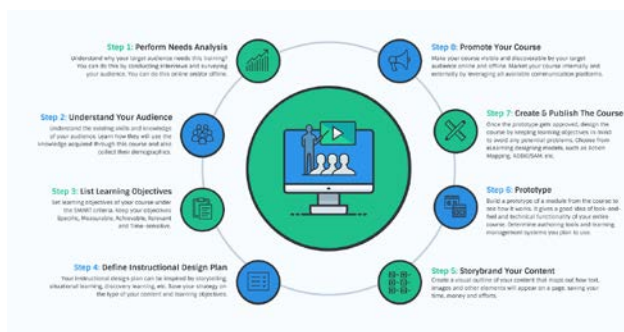 Step 1: Perform Needs Analysis
Understand why your target audience needs this training?
You can do this by conducting interviews and surveying
your audience. You can do this online and/or offline.
Step 2: Understand Your Audience
Understand the existing skills and knowledge
of your audience. Learn how they will use the
knowledge acquired through this course and also
collect their demographics.
Step 3: List Learning Objectives
Set learning objectives of your course under
the SMART criteria. Keep your objectives
Specific, Measurable, Achievable, Relevant
and Time-sensitive.
Step 4: Define Instructional Design Plan
Your instructional design plan can be inspired by storytelling,
situational learning, discovery learning, etc. Base your strategy on
the type of your content and learning objectives.
Step 8: Promote Your Course
Make your course visible and discoverable by your target
audience online and offline. Market your course internally and
externally by leveraging all available communication platforms.
Step 7: Create & Publish The Course
Once the prototype gets approved, design the
course by keeping learning objectives in mind
to avoid any potential problems. Choose from
eLearning designing models, such as Action
Mapping, ADDIE/SAM, etc.
Step 6: Prototype
Build a prototype of a module from the course to
see how it works. It gives a good idea of look-and-
feel and technical functionality of your entire
course. Determine authoring tools and learning
management systems you plan to use.
Step 5: Storybrand Your Content
Create a visual outline of your content that maps out how text,
images and other elements will appear on a page, saving your
time, money and efforts.